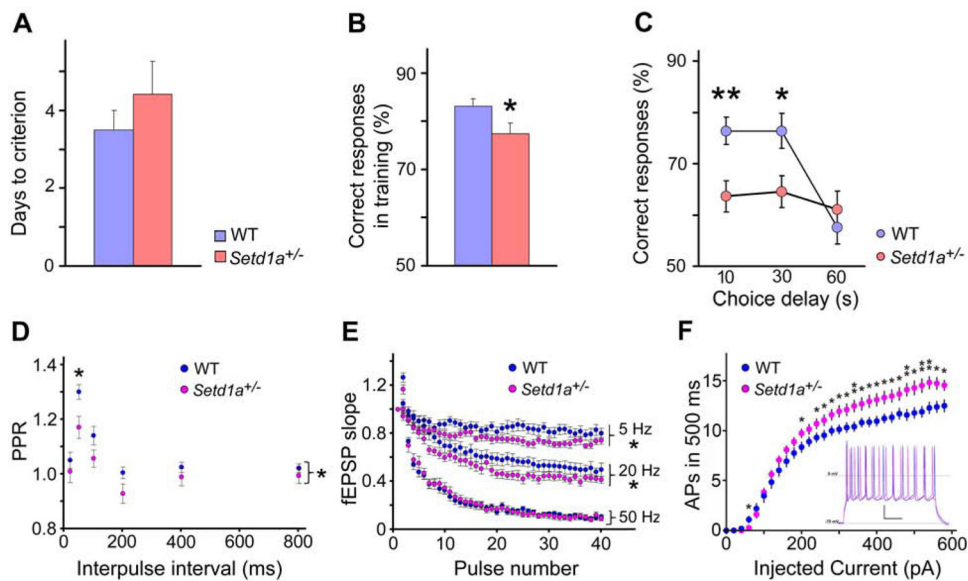 A
Days to criterion
4
2
0
WT
Setd1a+/-
B
Correct responses
in training (%)
90
70
50
*
C
Correct responses (%)
90
70
50
**
*
10 30 60
Choice delay (s)
WT
Setd1a+/-
D
WT
Setd1a+/-
PPR
1.4
1.2
1.0
0.8
*
*
0 200 400 600 800
Interpulse interval (ms)
E
WT
Setd1a+/-
fEPSP slope
1.2
0.8
0.4
0
5 Hz
*
20 Hz
*
50 Hz
0 10 20 30 40
Pulse number
F
WT
Setd1a+/-
APs in 500 ms
15
10
5
0
0 200 400 600
Injected Current (pA)